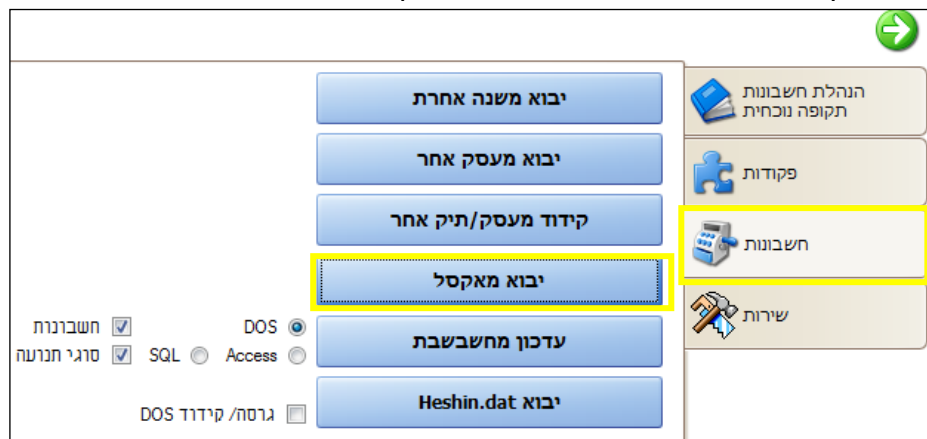 הנהלת חשבונות
תקופה נוכחית
פקודות
חשבונות
שירות
יבוא משנה אחרת
יבוא מעסק אחר
קידוד מעסק/תיק אחר
יבוא מאקסל
עדכון מחשבשבת
יבוא Heshin.dat
DOS חשבונות
Access SQL סוגי תנועה
גרסה/ קידוד DOS